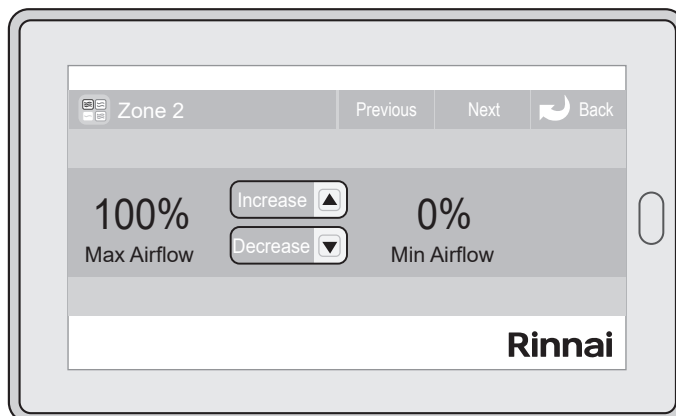 Zone 2 Previous Next Back
100% Increase 0%
Max Airflow Decrease Min Airflow
Rinnai